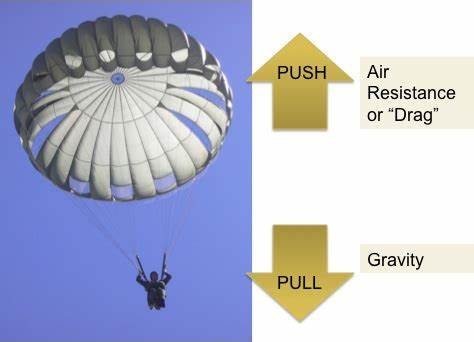 PUSH
Air
Resistance
or “Drag”
PULL
Gravity